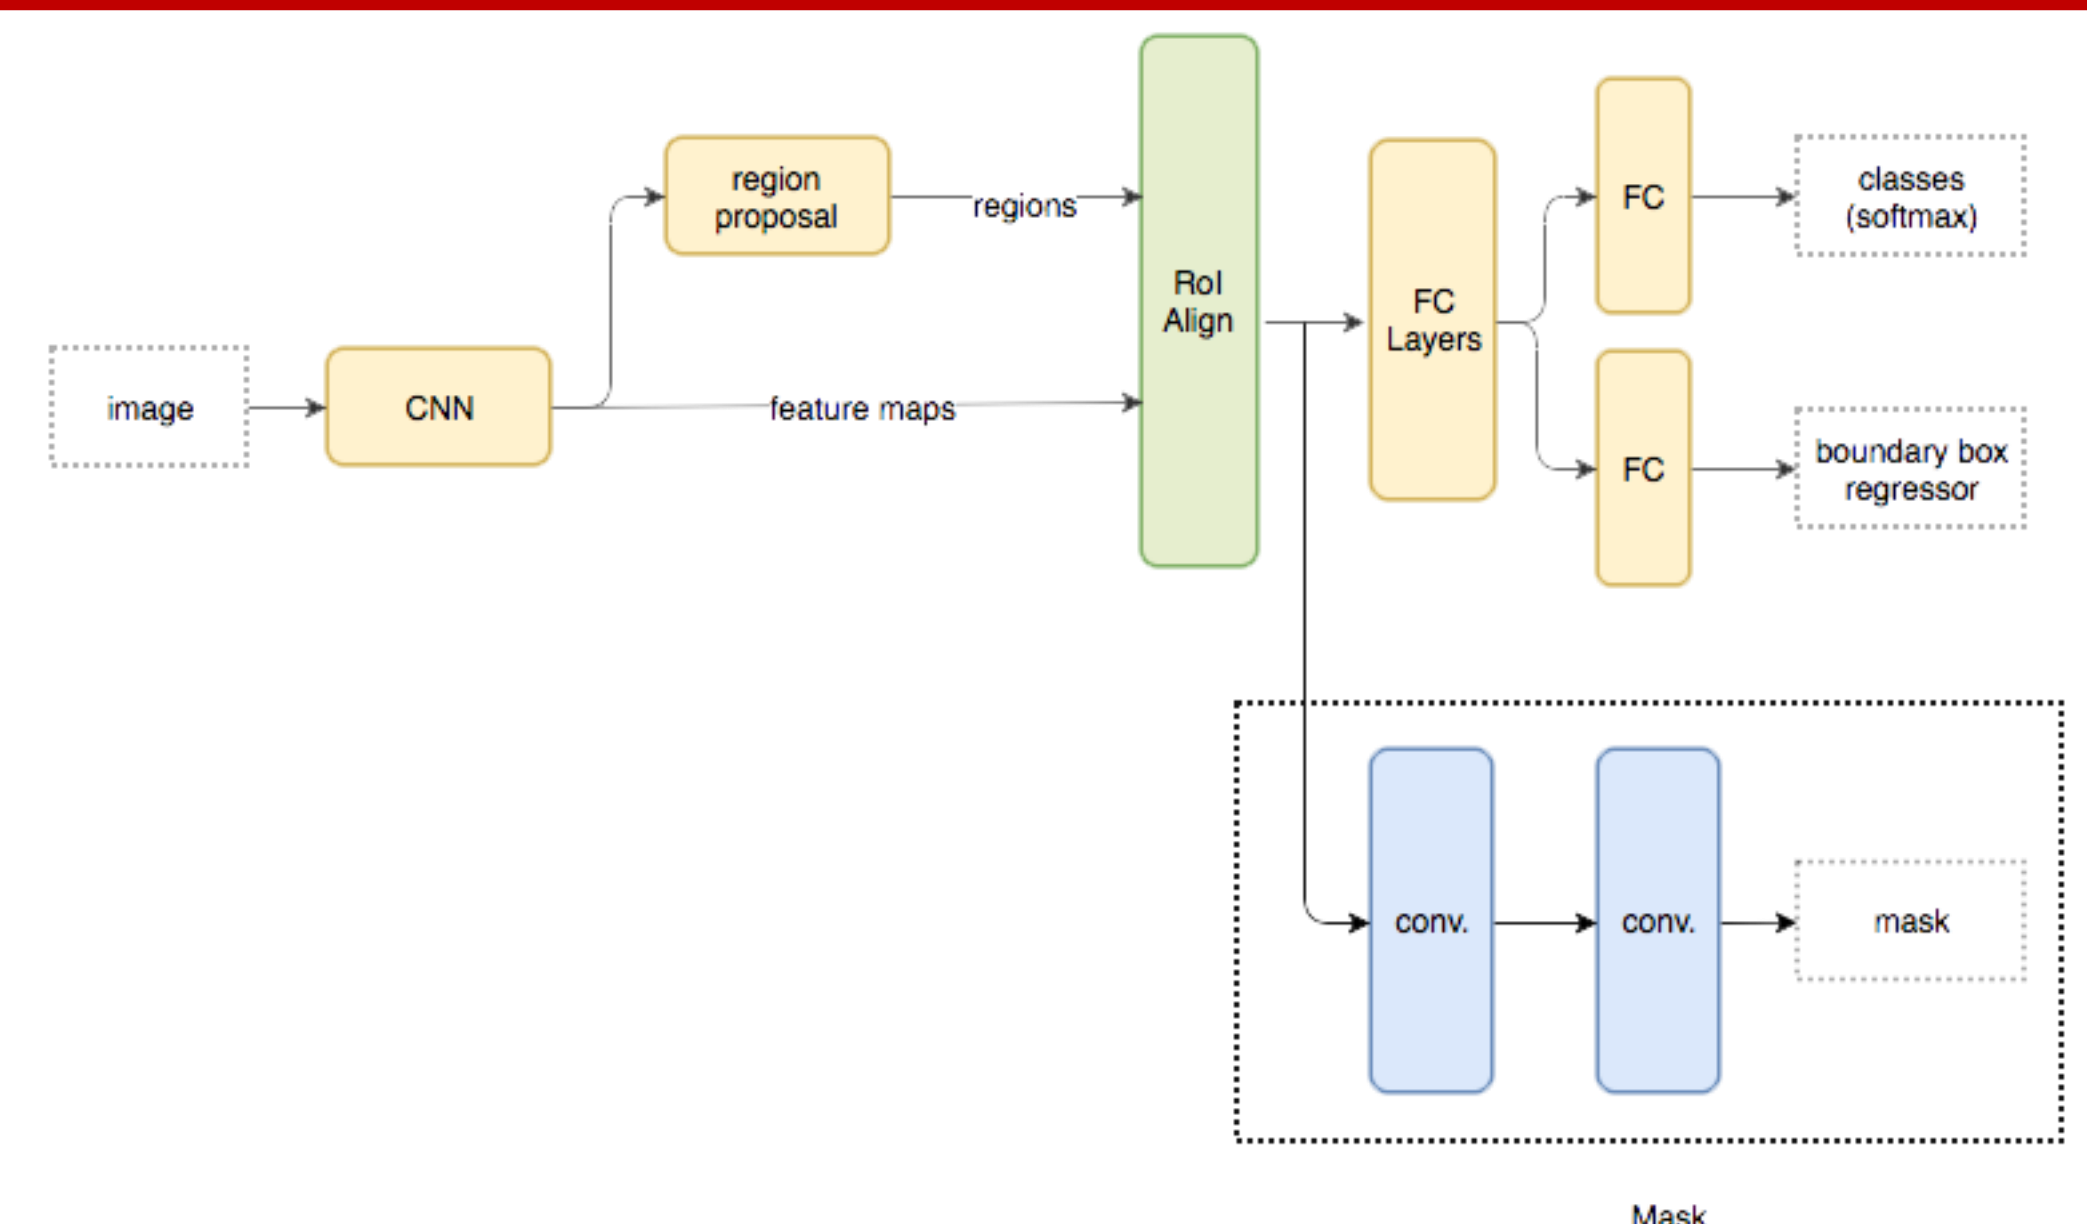 region
proposal
regions
RoI
Align
FC
Layers
FC
classes
(softmax)
image
CNN
feature maps
FC
boundary box
regressor
conv.
conv.
mask
Mask